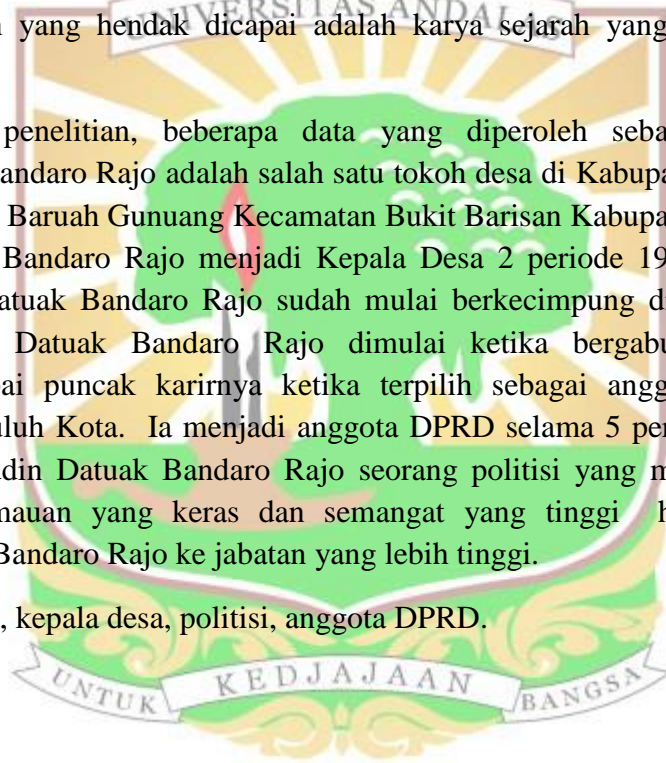 UNIVERSITAS ANDALAS
yang hendak dicapai adalah karya sejarah yang
penelitian, beberapa data yang diperoleh seba
andaro Rajo adalah salah satu tokoh desa di Kabupa
Baruah Gunuang Kecamatan Bukit Barisan Kabupa
Bandaro Rajo menjadi Kepala Desa 2 periode 19
atuak Bandaro Rajo sudah mulai berkecimpung d
Datuak Bandaro Rajo dimulai ketika bergabu
ai puncak karirnya ketika terpilih sebagai angg
uluh Kota. Ia menjadi anggota DPRD selama 5 per
din Datuak Bandaro Rajo seorang politisi yang m
mauan yang keras dan semangat yang tinggi h
Bandaro Rajo ke jabatan yang lebih tinggi.
, kepala desa, politisi, anggota DPRD.
UNTUK KEDJAJAAN BANGSA